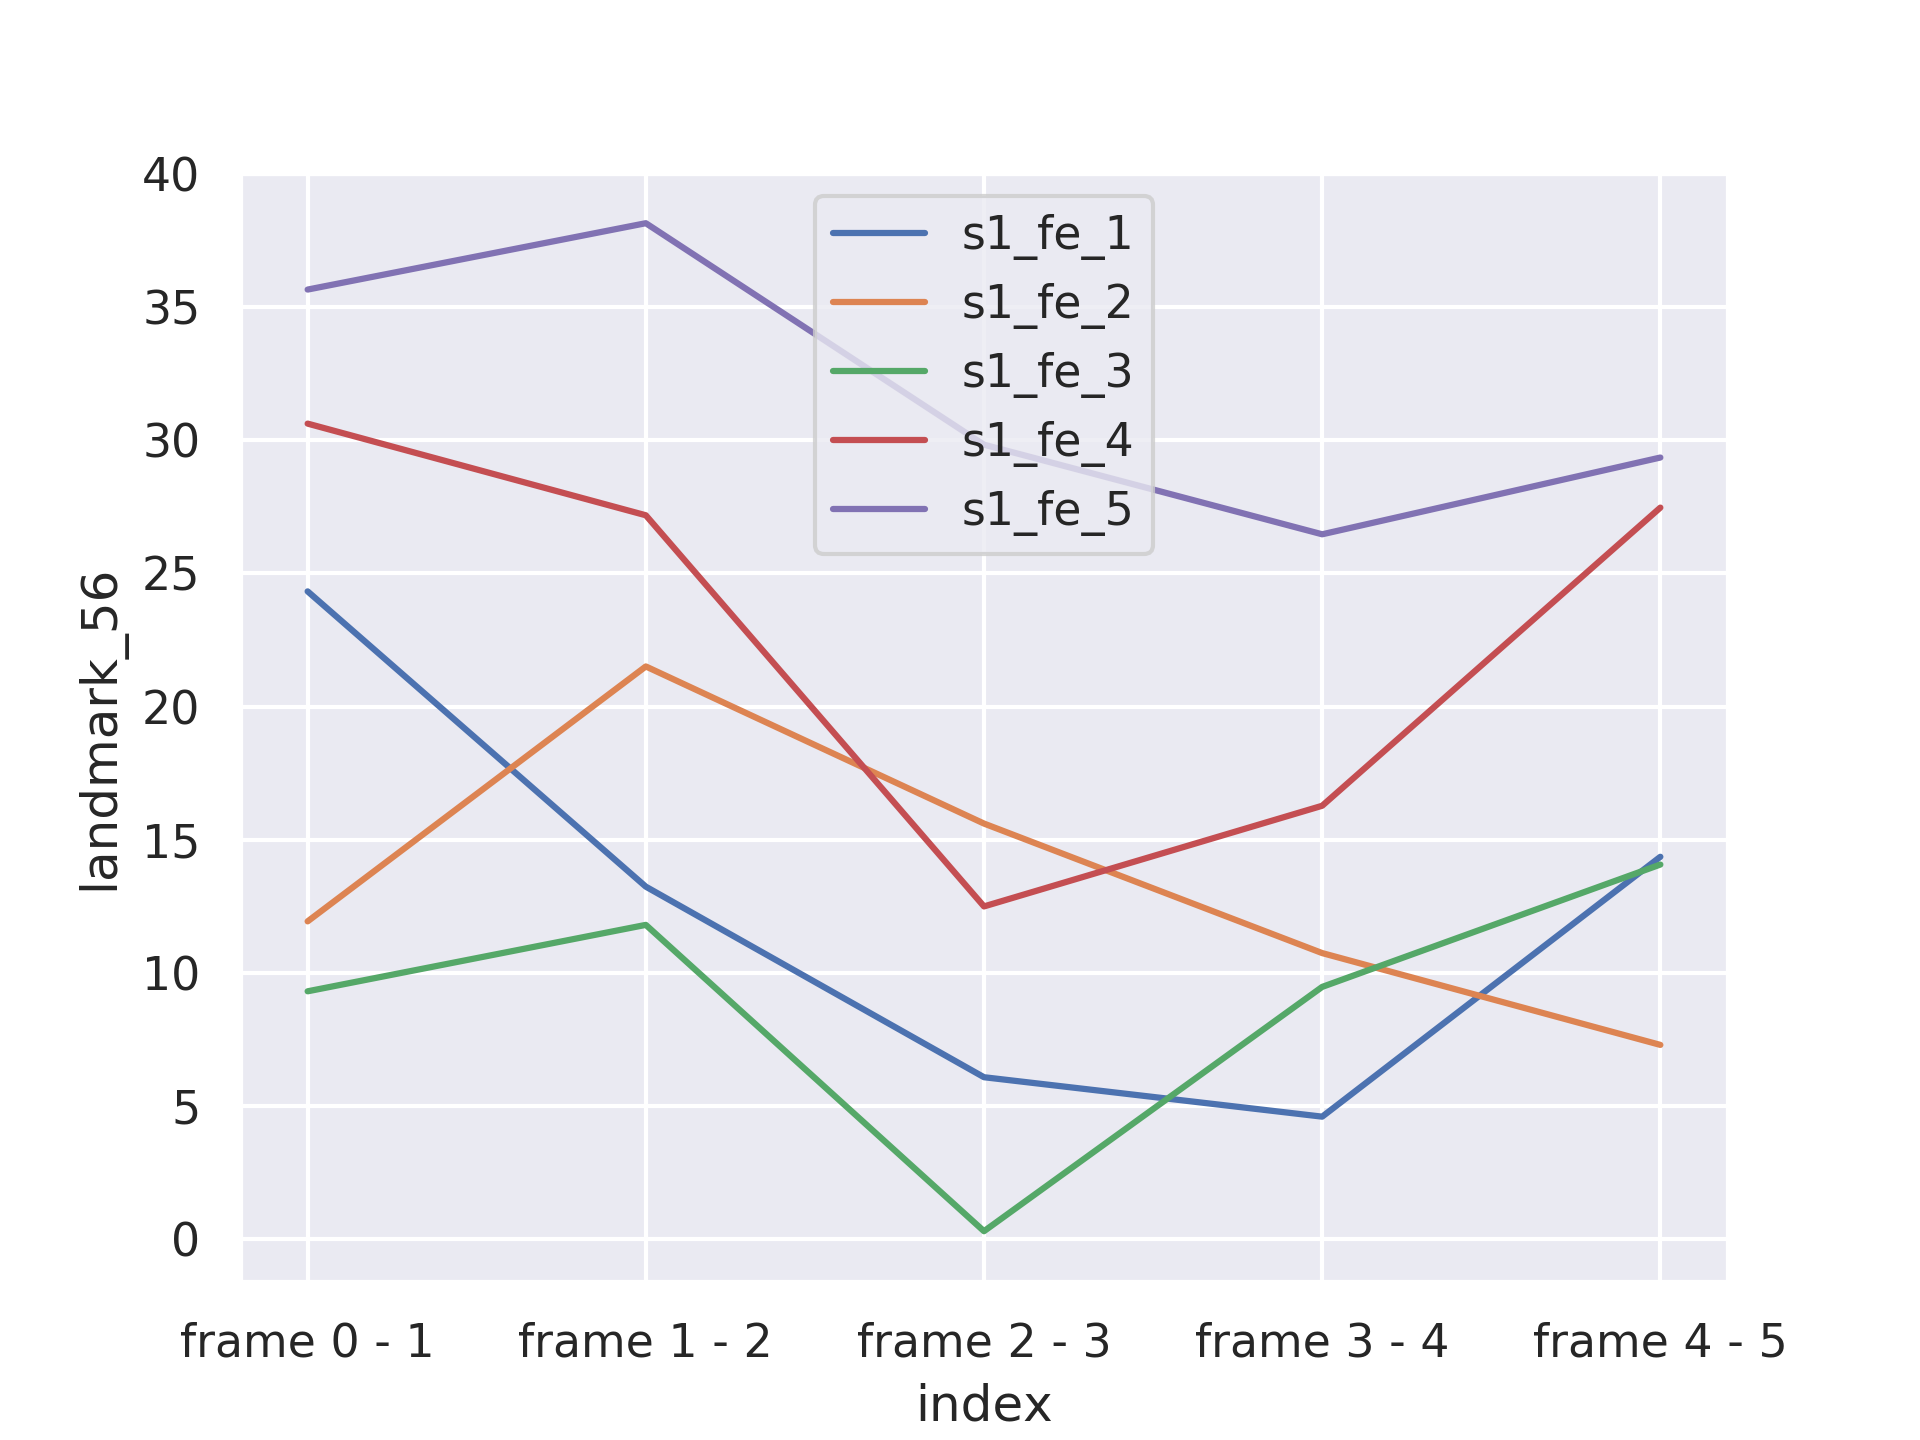 40
35
30
25
20
15
10
5
0
landmark_56
s1_fe_1
s1_fe_2
s1_fe_3
s1_fe_4
s1_fe_5
frame 0 - 1 frame 1 - 2 frame 2 - 3 frame 3 - 4 frame 4 - 5
index